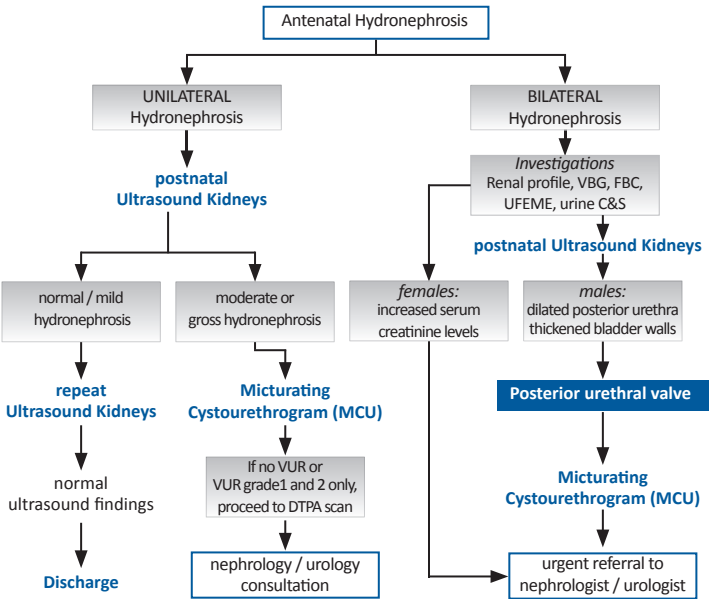 Antenatal Hydronephrosis
UNILATERAL
Hydronephrosis
postnatal
Ultrasound Kidneys
normal / mild
hydronephrosis
repeat
Ultrasound Kidneys
normal
ultrasound findings
Discharge
moderate or
gross hydronephrosis
Micturating
Cystourethrogram (MCU)
If no VUR or
VUR grade1 and 2 only,
proceed to DTPA scan
nephrology / urology
consultation
BILATERAL
Hydronephrosis
Investigations
Renal profile, VBG, FBC,
UFEME, urine C&S
postnatal Ultrasound Kidneys
females:
increased serum
creatinine levels
males:
dilated posterior urethra
thickened bladder walls
Posterior urethral valve
Micturating
Cystourethrogram (MCU)
urgent referral to
nephrologist / urologist